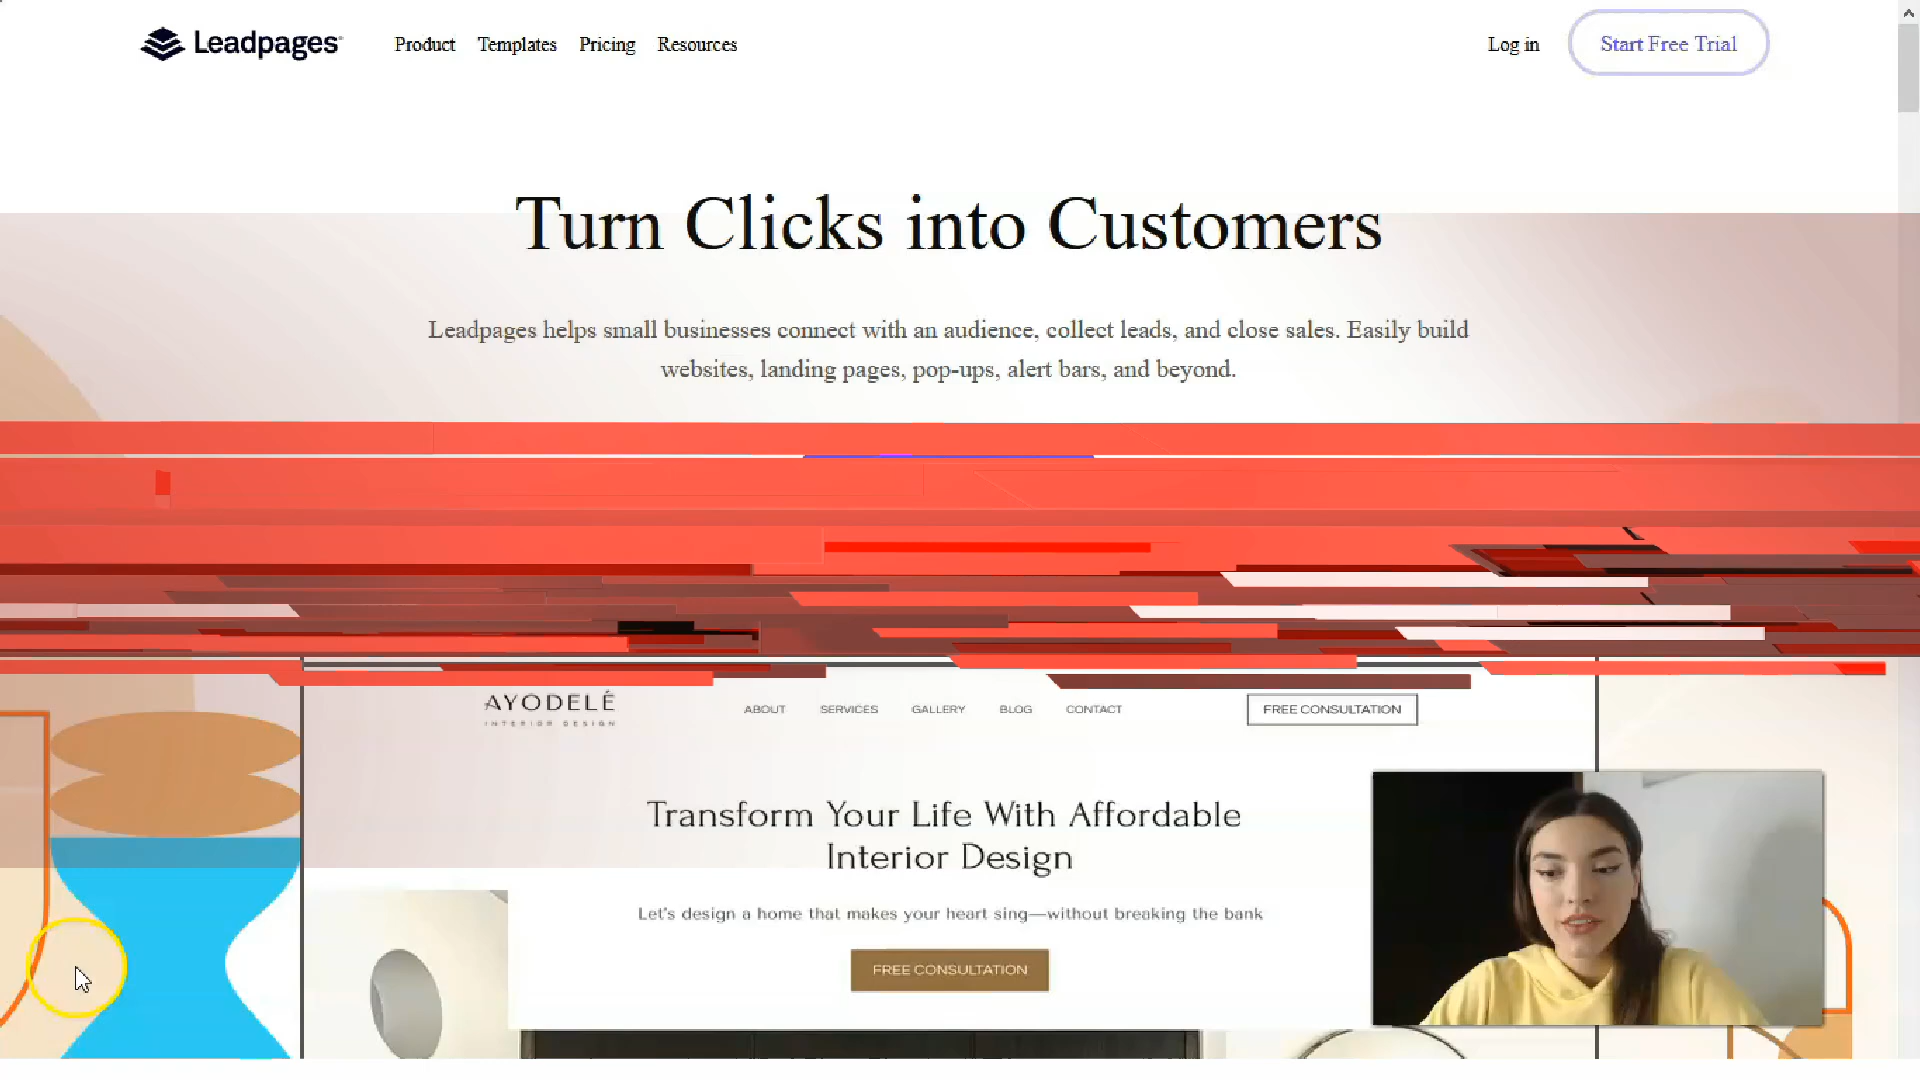 Leadpages
Product Templates Pricing Resources
Log in
Start Free Trial
Turn Clicks into Customers
Leadpages helps small businesses connect with an audience, collect leads, and close sales. Easily build
websites, landing pages, pop-ups, alert bars, and beyond.
AYODELÉ
INTERIOR DESIGN
ABOUT SERVICES GALLERY BLOG CONTACT
FREE CONSULTATION
Transform Your Life With Affordable
Interior Design
Let's design a home that makes your heart sing—without breaking the bank
FREE CONSULTATION